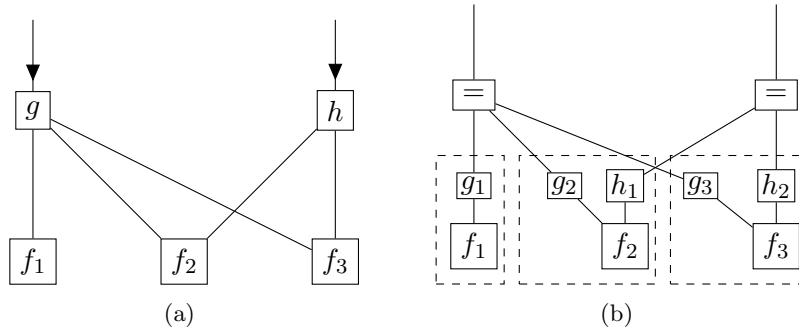 g h
f₁ f₂ f₃
(a)
= =
g₁ g₂ h₁ g₃ h₂
f₁ f₂ f₃
(b)